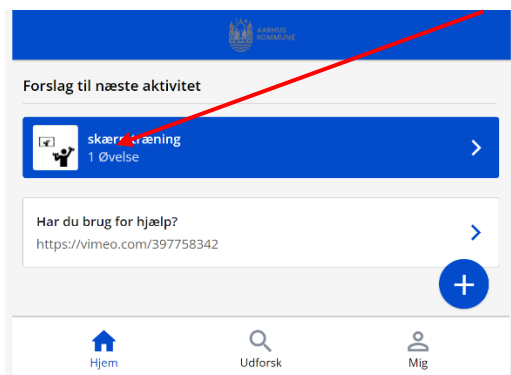 AARHUS
KOMMUNE
Forslag til næste aktivitet
træning
1 Øvelse
Har du brug for hjælp?
https://vimeo.com/397758342
Hjem
Udforsk
Mig